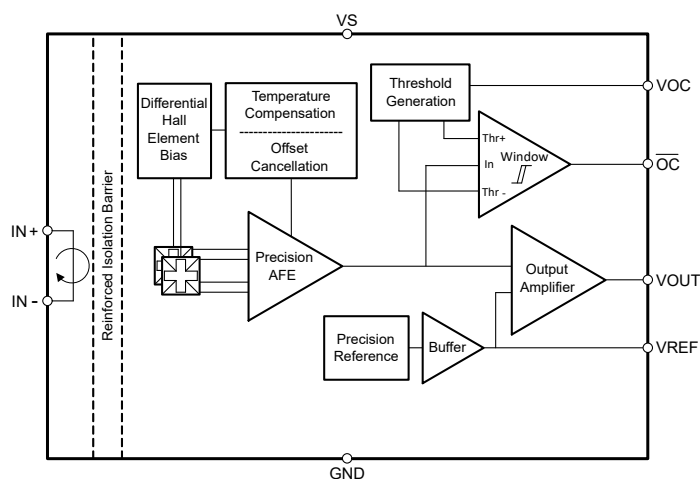 VS
Differential
Hall
Element
Bias
Temperature
Compensation
Offset
Cancellation
Threshold
Generation
VOC
Thr+
In
Window
Thr -
OC
Reinforced Isolation Barrier
IN +
IN -
Precision
AFE
Output
Amplifier
VOUT
Precision
Reference
Buffer
VREF
GND